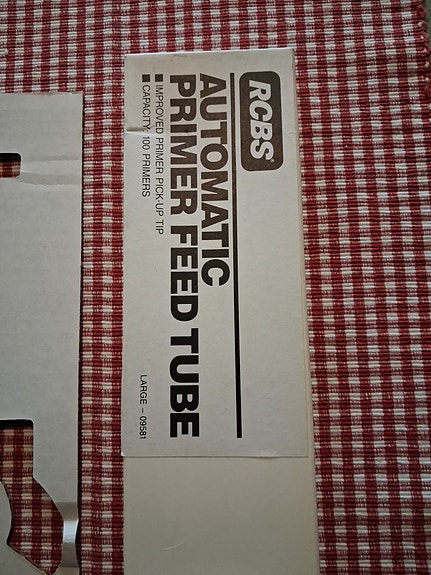 RCBS®
AUTOMATIC
PRIMER FEED TUBE
■ IMPROVED PRIMER PICK-UP TIP
■ CAPACITY: 100 PRIMERS
LARGE – 09581